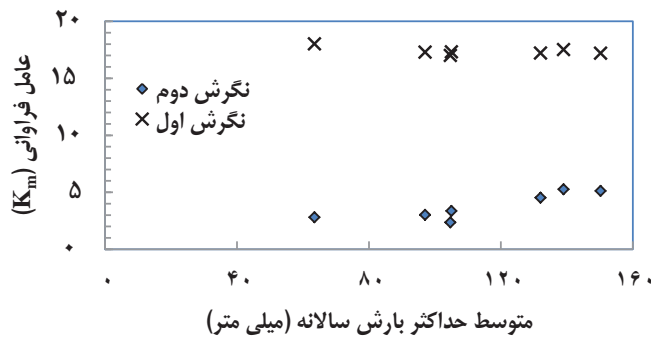 ۲۰
۱۵
۱۰
۵
۰
عامل فراوانی (Km)
نگرش دوم
نگرش اول
۰ ۴۰ ۸۰ ۱۲۰ ۱۶۰
متوسط حداکثر بارش سالانه (میلی متر)